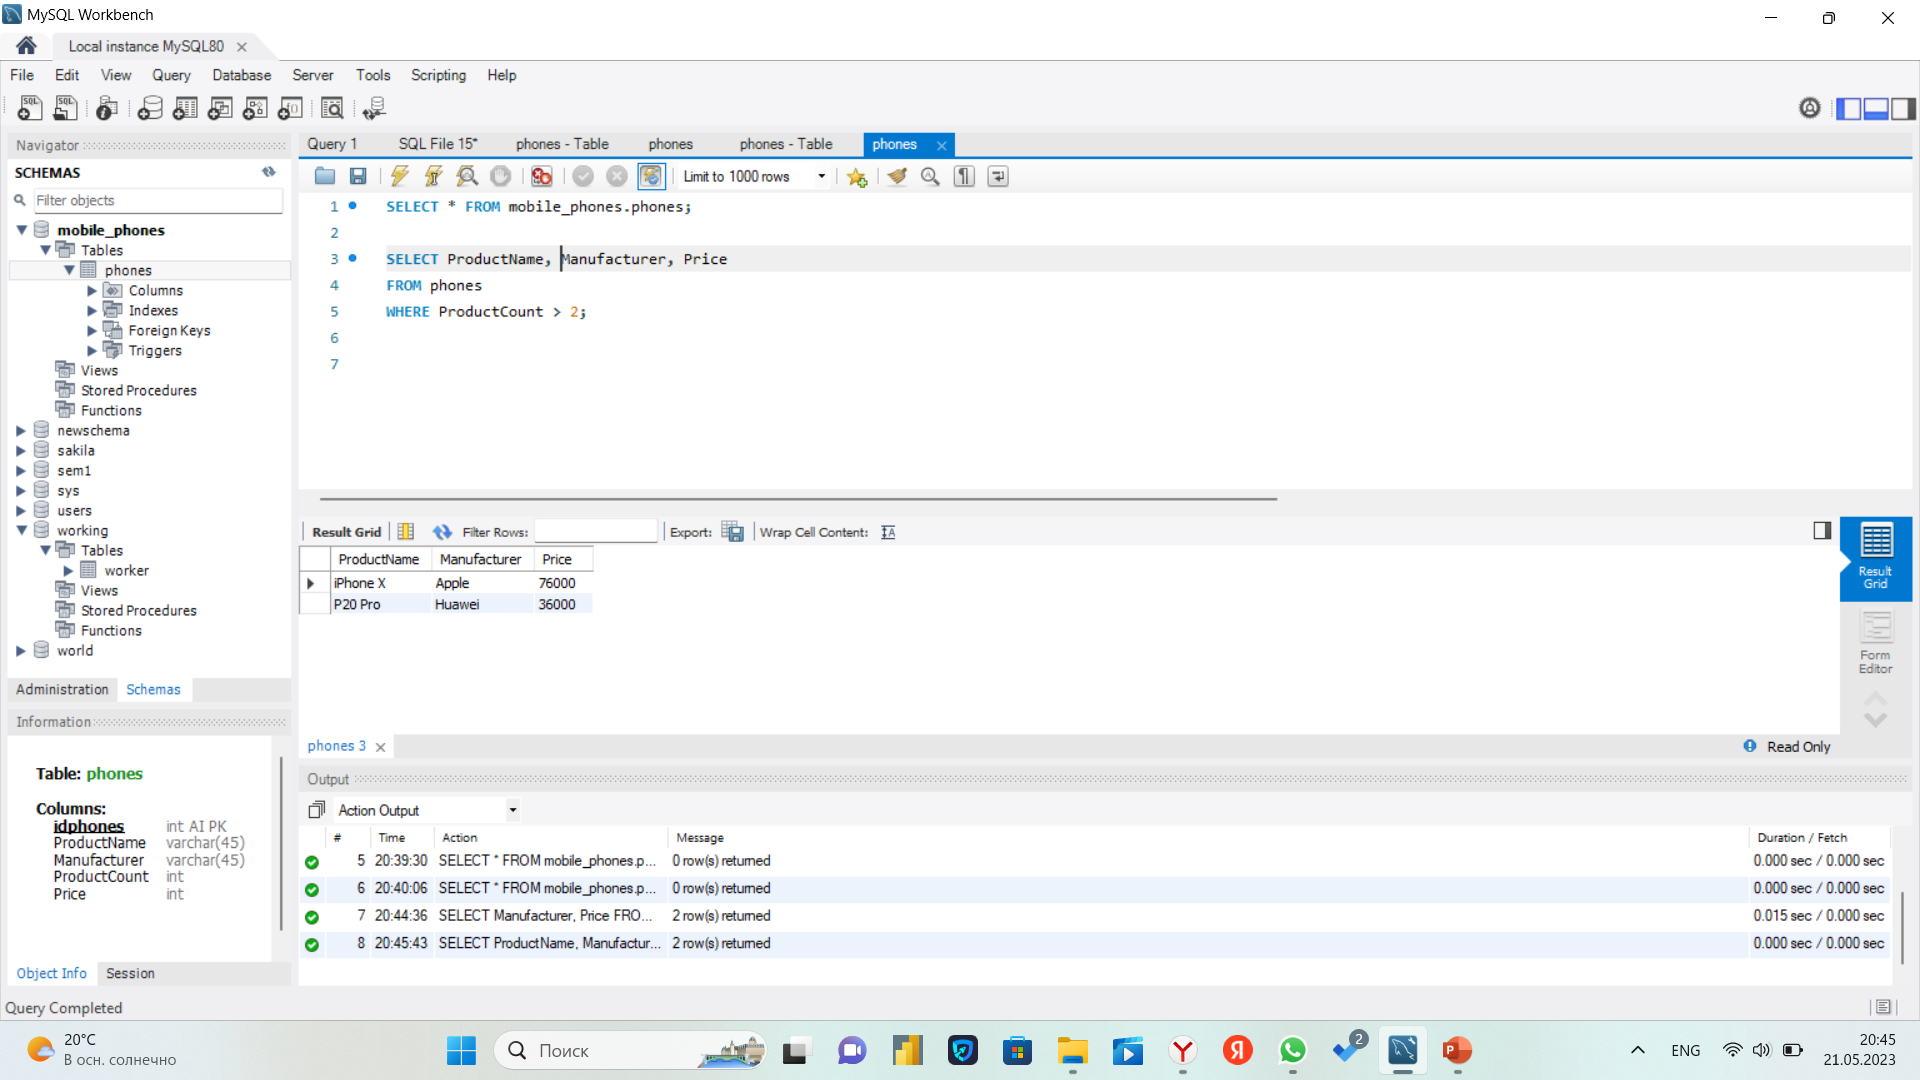 MySQL Workbench
Local instance MySQL80
File Edit View Query Database Server Tools Scripting Help
Navigator
SCHEMAS
Filter objects
mobile_phones
Tables
phones
Columns
Indexes
Foreign Keys
Triggers
Views
Stored Procedures
Functions
newschema
sakila
sem1
sys
users
working
Tables
worker
Views
Stored Procedures
Functions
world
Administration Schemas
Information
Table: phones
Columns:
idphones int AI PK
ProductName varchar(45)
Manufacturer varchar(45)
ProductCount int
Price int
Object Info Session
Query 1 SQL File 15* phones - Table phones phones - Table phones
Limit to 1000 rows
1 SELECT * FROM mobile_phones.phones;
2
3 SELECT ProductName, Manufacturer, Price
4 FROM phones
5 WHERE ProductCount > 2;
6
7
Result Grid Filter Rows: Export: Wrap Cell Content:
ProductName Manufacturer Price
iPhone X Apple 76000
P20 Pro Huawei 36000
Result
Grid
Form
Editor
phones 3
Read Only
Output
Action Output
# Time Action Message Duration / Fetch
5 20:39:30 SELECT * FROM mobile_phones.p... 0 row(s) returned 0.000 sec / 0.000 sec
6 20:40:06 SELECT * FROM mobile_phones.p... 0 row(s) returned 0.000 sec / 0.000 sec
7 20:44:36 SELECT Manufacturer, Price FRO... 2 row(s) returned 0.015 sec / 0.000 sec
8 20:45:43 SELECT ProductName, Manufactur... 2 row(s) returned 0.000 sec / 0.000 sec
Query Completed
20°C
В осн. солнечно
Поиск
2
ENG
20:45
21.05.2023